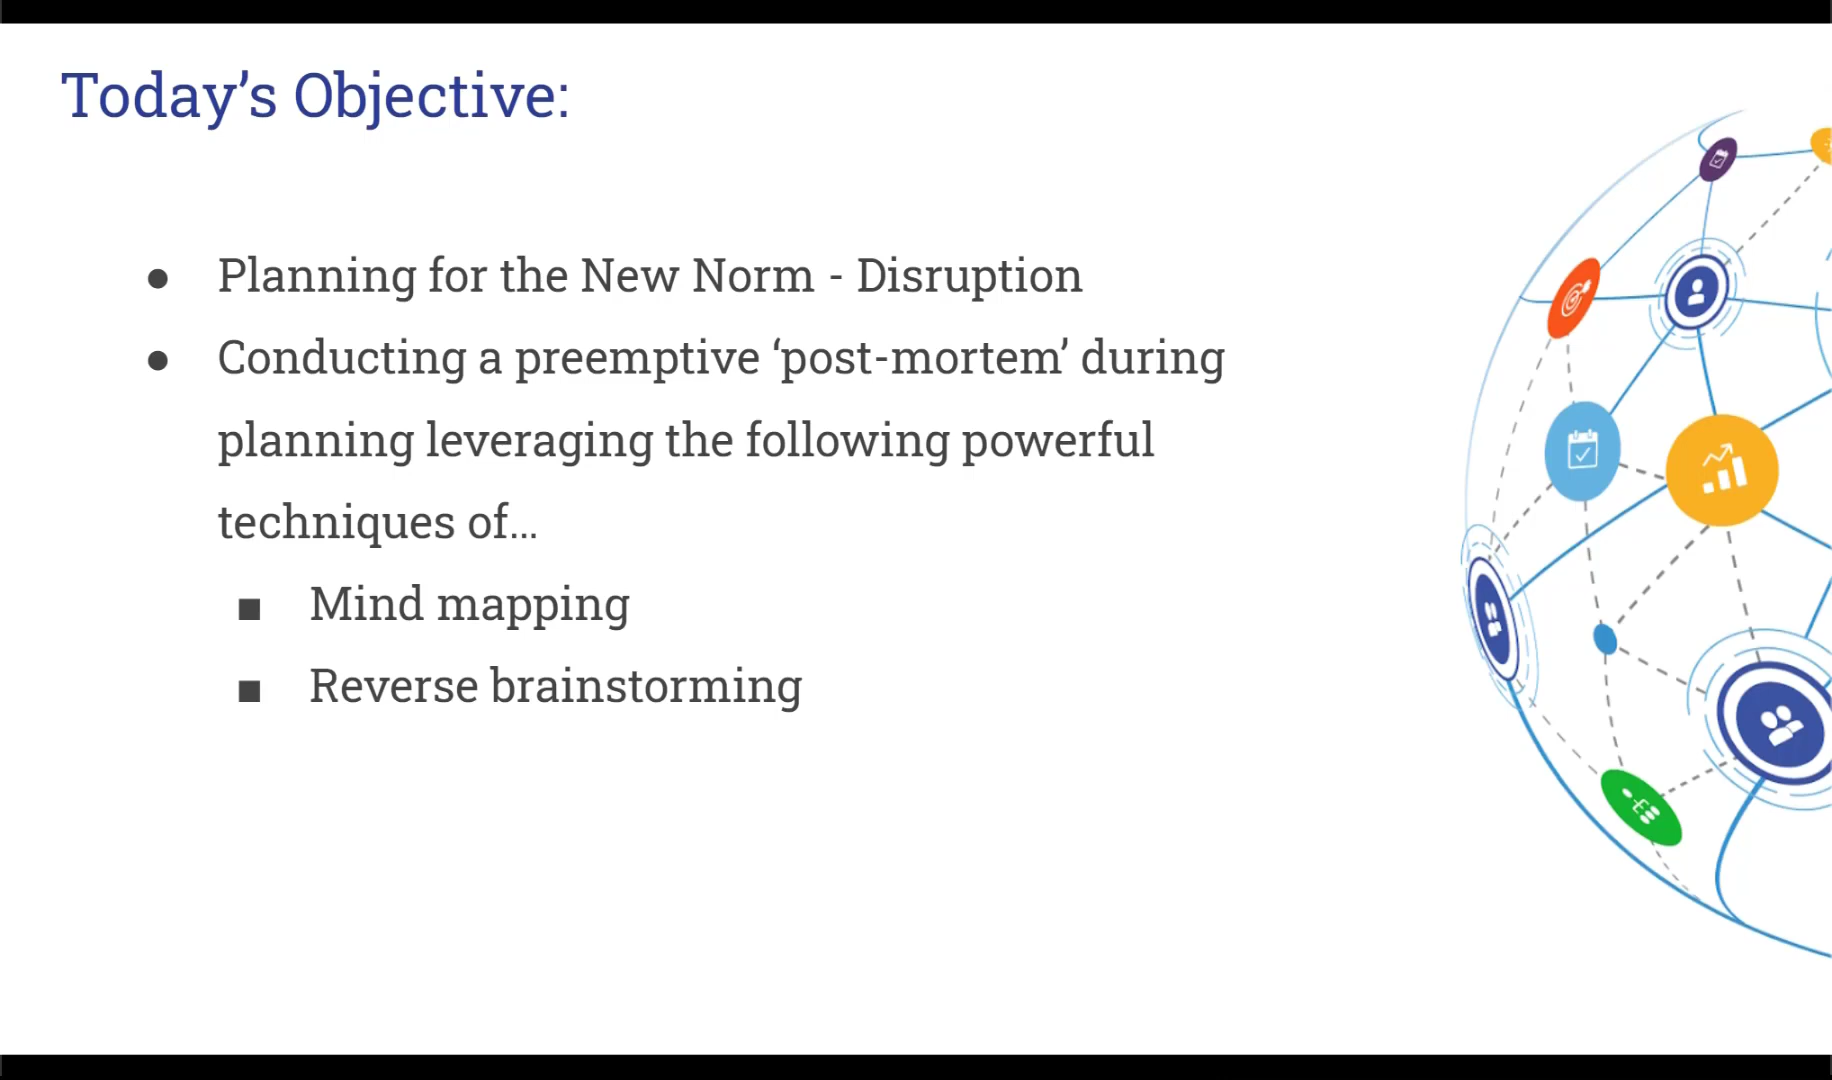 Today’s Objective:
● Planning for the New Norm - Disruption
● Conducting a preemptive ‘post-mortem’ during
planning leveraging the following powerful
techniques of…
■ Mind mapping
■ Reverse brainstorming